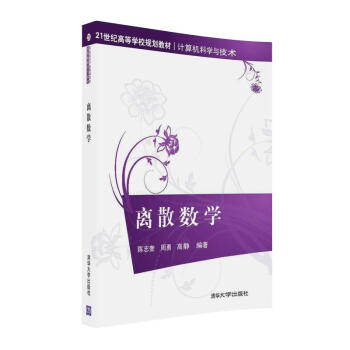 21世纪高等学校规划教材 | 计算机科学与技术
离散数学
陈志奎 周勇 高静 编著
清华大学出版社
离散数学
清华大学出版社